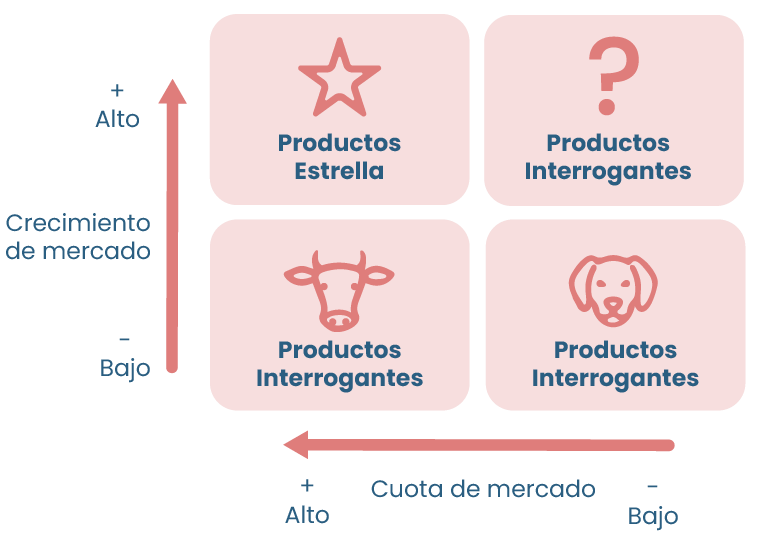 +
Alto
Crecimiento
de mercado
−
Bajo
Productos
Estrella
?
Productos
Interrogantes
Productos
Interrogantes
Productos
Interrogantes
+
Alto
Cuota de mercado
−
Bajo